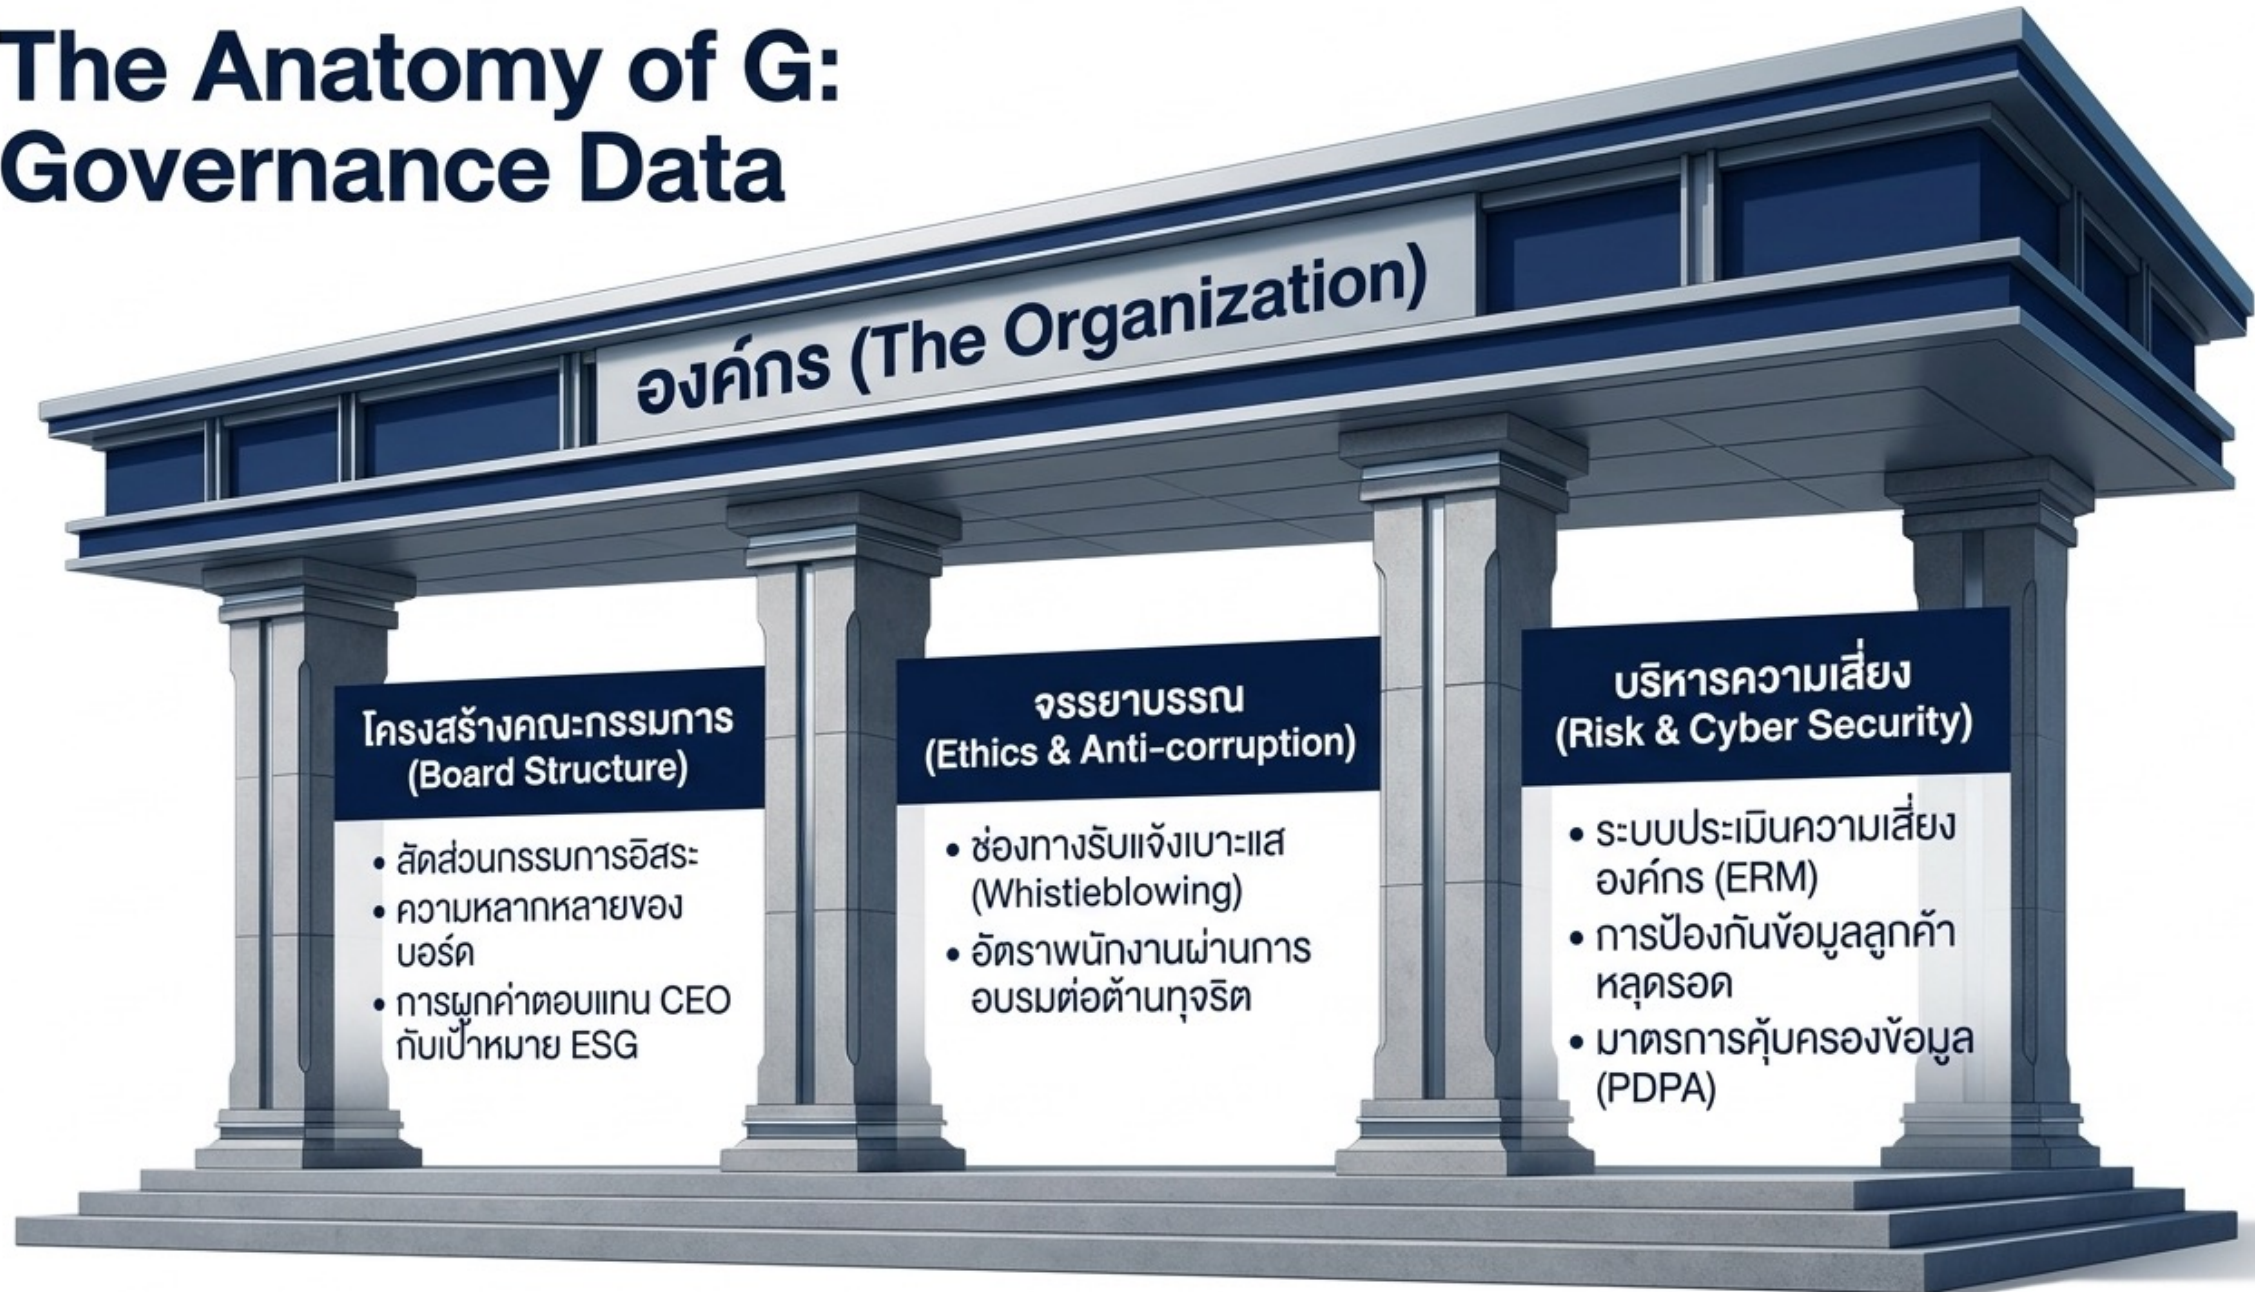 The Anatomy of G:
Governance Data
องค์กร (The Organization)
โครงสร้างคณะกรรมการ
(Board Structure)
• สัดส่วนกรรมการอิสระ
• ความหลากหลายของ
บอร์ด
• การผูกค่าตอบแทน CEO
กับเป้าหมาย ESG
จรรยาบรรณ
(Ethics & Anti-corruption)
• ช่องทางรับแจ้งเบาะแส
(Whistieblowing)
• อัตราพนักงานผ่านการ
อบรมต่อต้านทุจริต
บริหารความเสี่ยง
(Risk & Cyber Security)
• ระบบประเมินความเสี่ยง
องค์กร (ERM)
• การป้องกันข้อมูลลูกค้า
หลุดรอด
• มาตรการคุ้มครองข้อมูล
(PDPA)